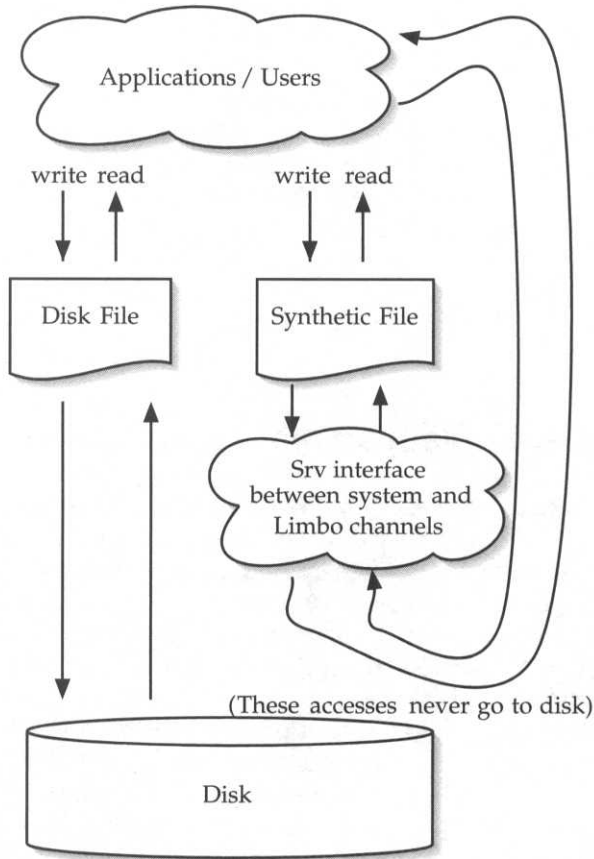 Applications / Users
write read
write read
Disk File
Synthetic File
Srv interface
between system and
Limbo channels
(These accesses never go to disk)
Disk